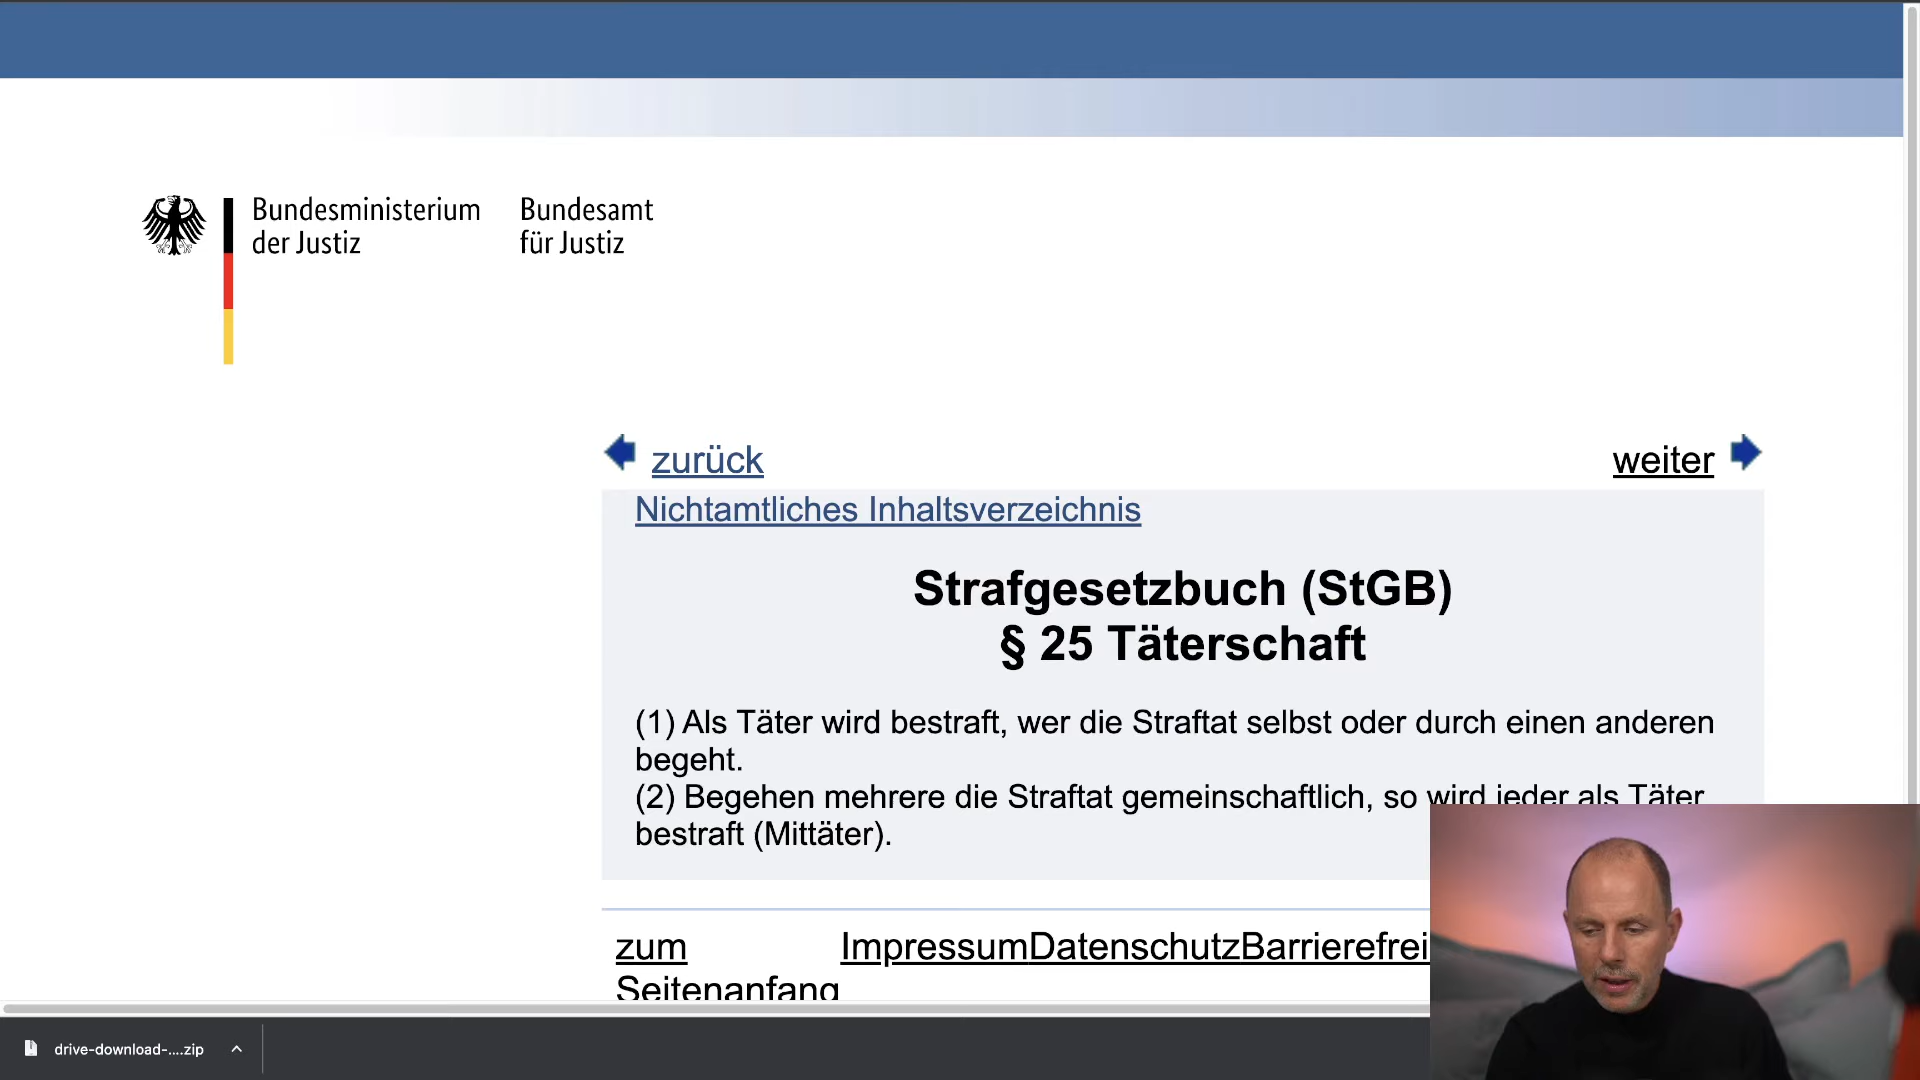 Bundesministerium
der Justiz
Bundesamt
für Justiz
zurück
weiter
Nichtamtliches Inhaltsverzeichnis
Strafgesetzbuch (StGB)
§ 25 Täterschaft
(1) Als Täter wird bestraft, wer die Straftat selbst oder durch einen anderen
begeht.
(2) Begehen mehrere die Straftat gemeinschaftlich, so wird jeder als Täter
bestraft (Mittäter).
zum
Seitenanfang
ImpressumDatenschutzBarrierefrei
drive-download-....zip